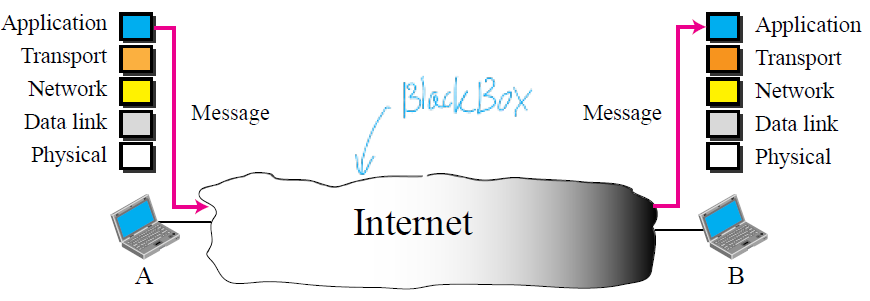 Application
Transport
Network
Data link
Physical
Message
BlackBox
Message
Application
Transport
Network
Data link
Physical
Internet
A
B